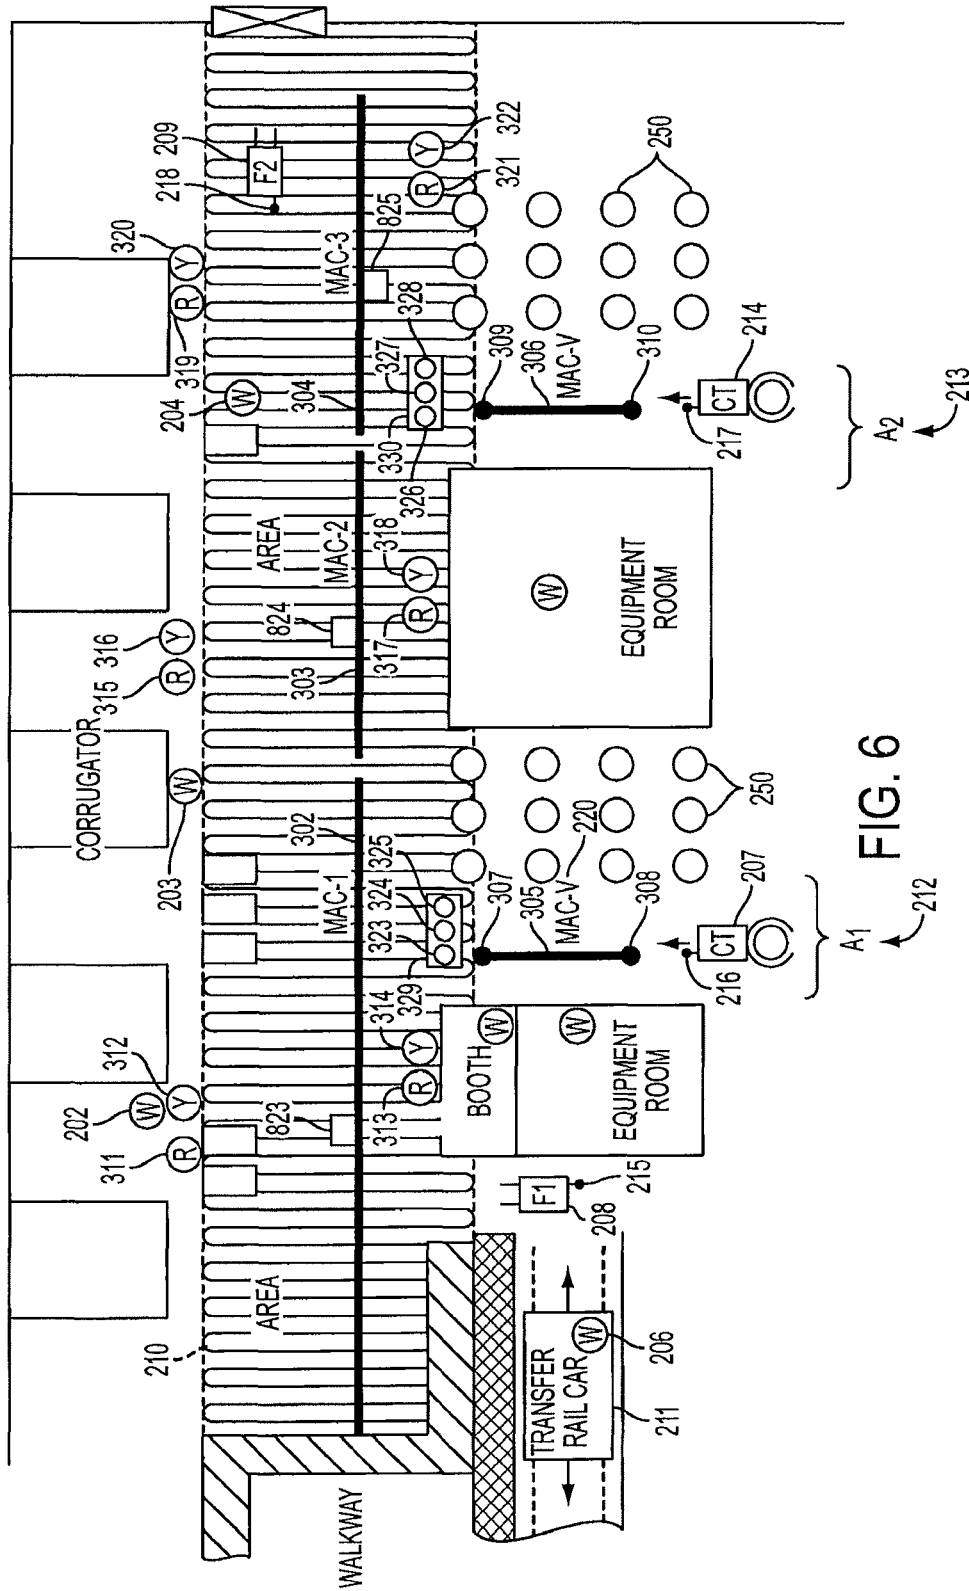 CORRUGATOR
311
202
312
203
315
316
319
320
R
W
Y
W
R
Y
R
Y
210
AREA
AREA
204
W
218
209
F2
823
MAC-1
302
824
303
MAC-2
304
MAC-3
825
WALKWAY
313
314
329
323
324
325
317
318
326
330
327
328
321
322
R
Y
R
Y
R
Y
BOOTH
W
W
EQUIPMENT
ROOM
307
305
MAC-V
220
308
W
EQUIPMENT
ROOM
309
306
MAC-V
310
250
250
F1
208
215
TRANSFER
RAIL CAR
W
206
211
216
CT
207
217
CT
214
A1
212
A2
213
FIG. 6